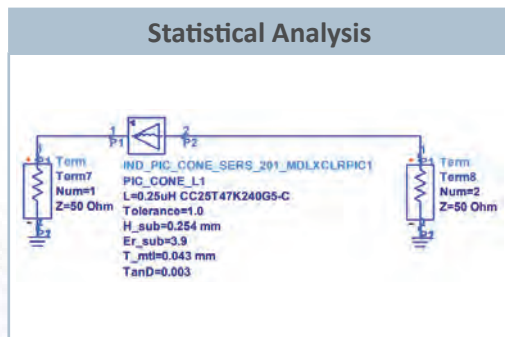 Statistical Analysis
1
P1
2
P2
IND_PIC_CONE_SERS_201_MDLXCLRPIC1
PIC_CONE_L1
L=0.25uH CC25T47K240G5-C
Tolerance=1.0
H_sub=0.254 mm
Er_sub=3.9
T_mtl=0.043 mm
TanD=0.003
P1
Term
Term7
Num=1
Z=50 Ohm
P1
Term
Term8
Num=2
Z=50 Ohm